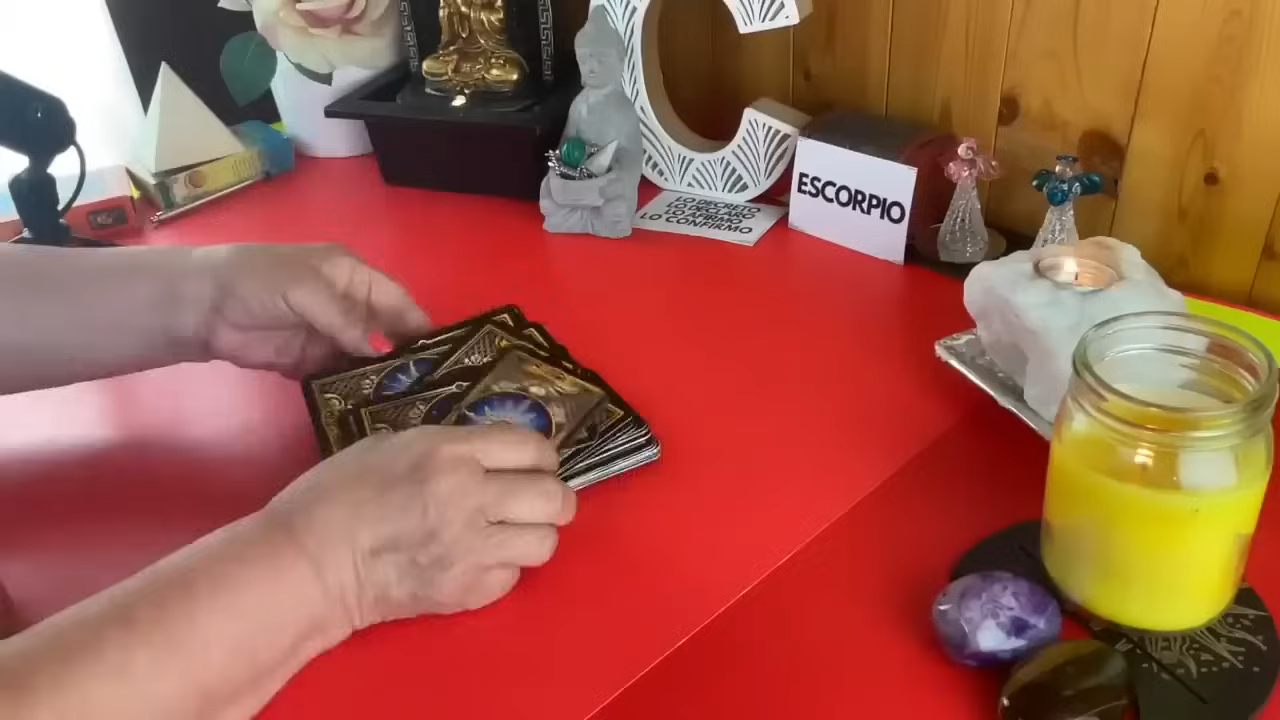 C
ESCORPIO
LO DECRETO
LO DECLARO
LO AFIRMO
LO CONFIRMO